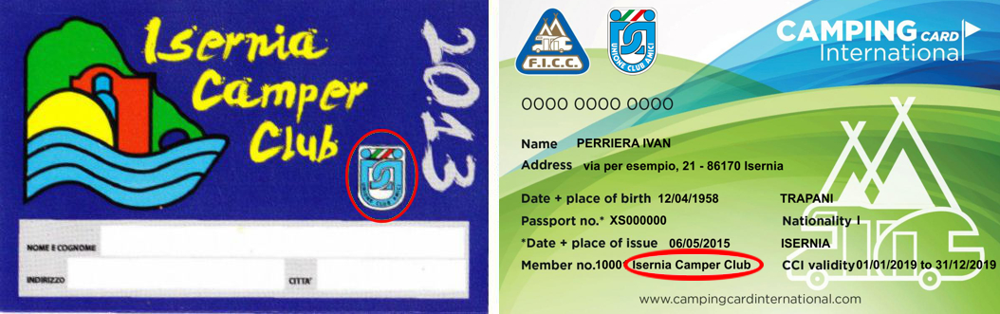 Isernia
Camper
Club
2013
UNIONE CLUB AMICI
NOME E COGNOME
INDIRIZZO
CITTA'
F.I.C.C.
UNIONE CLUB AMICI
CAMPING CARD
International
0000 0000 0000
Name PERRIERA IVAN
Address via per esempio, 21 - 86170 Isernia
Date + place of birth 12/04/1958 TRAPANI
Passport no.* XS000000 Nationality I
*Date + place of issue 06/05/2015 ISERNIA
Member no.10001 Isernia Camper Club CCI validity 01/01/2019 to 31/12/2019
www.campingcardinternational.com